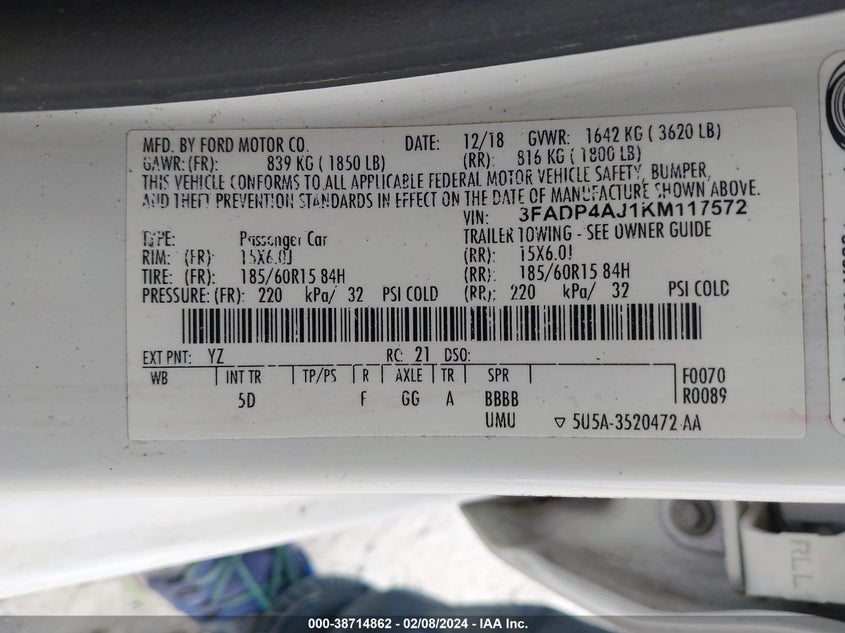 MFD. BY FORD MOTOR CO. DATE: 12/18 GVWR: 1642 KG ( 3620 LB)
GAWR: (FR): 839 KG ( 1850 LB) (RR): 816 KG ( 1800 LB)
THIS VEHICLE CONFORMS TO ALL APPLICABLE FEDERAL MOTOR VEHICLE SAFETY, BUMPER,
AND THEFT PREVENTION STANDARDS IN EFFECT ON THE DATE OF MANUFACTURE SHOWN ABOVE.
VIN: 3FADP4AJ1KM117572
TYPE: Passenger Car TRAILER TOWING - SEE OWNER GUIDE
RIM: (FR) 15X6.0J (RR): 15X6.0J
TIRE: (FR) 185/60R15 84H (RR): 185/60R15 84H
PRESSURE: (FR): 220 kPa/ 32 PSI COLD (RR): 220 kPa/ 32 PSI COLD
EXT PNT: YZ RC: 21 DSO:
WB INT TR TP/PS R AXLE TR SPR F0070
5D F GG A BBBB R0089
UMU ▽ 5U5A-3520472 AA
RLL
000-38714862 - 02/08/2024 - IAA Inc.